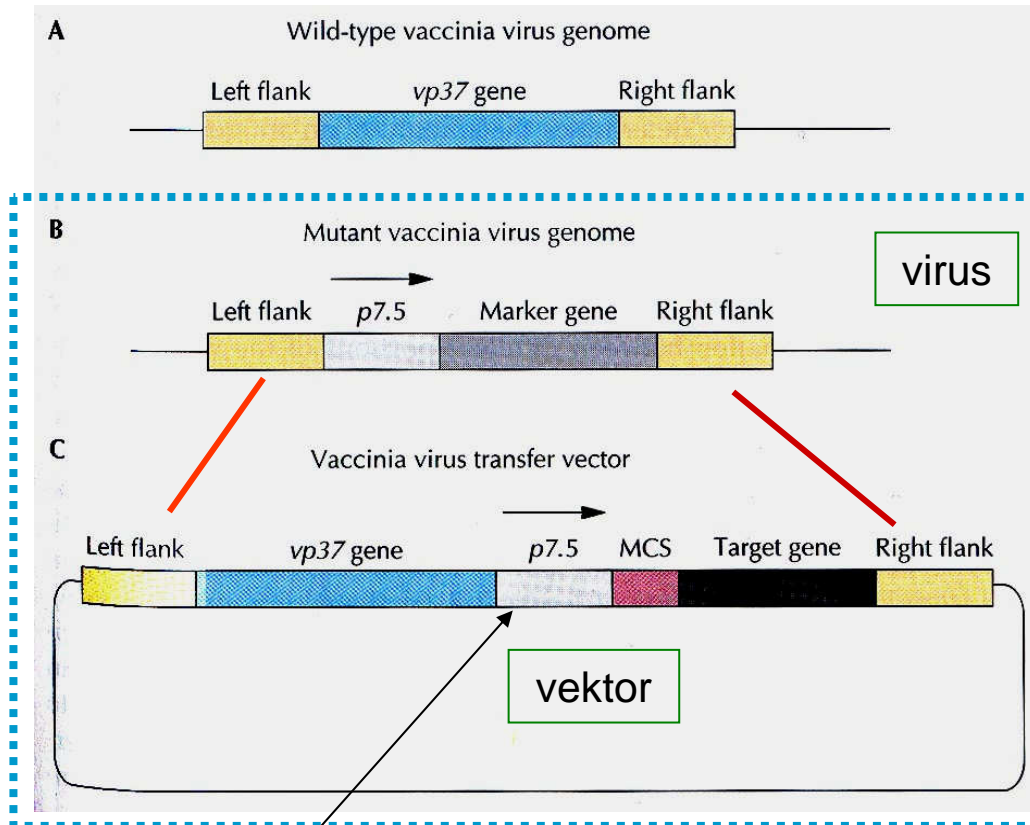 A
Wild-type vaccinia virus genome
Left flank vp37 gene Right flank
B
Mutant vaccinia virus genome
virus
Left flank p7.5 Marker gene Right flank
C
Vaccinia virus transfer vector
Left flank vp37 gene p7.5 MCS Target gene Right flank
vektor